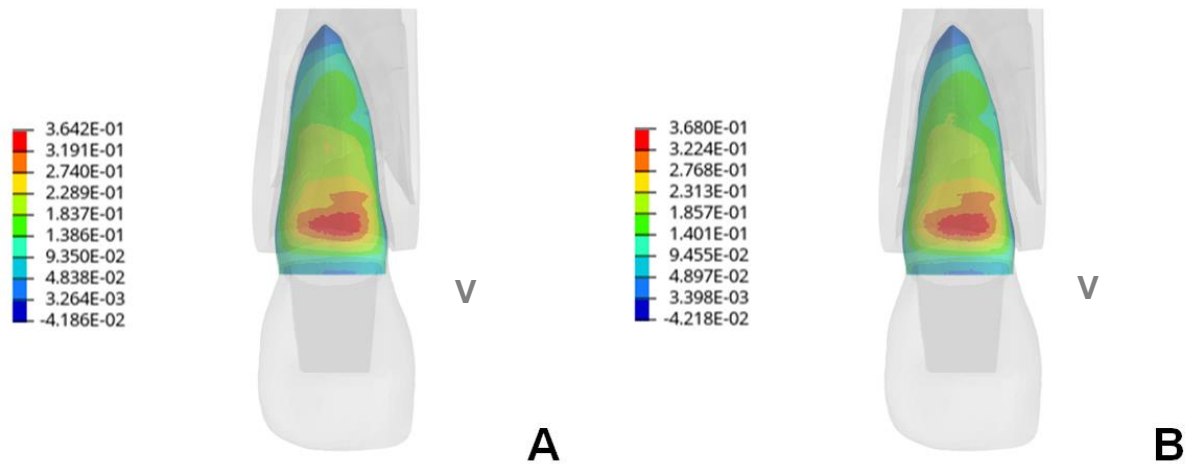 3.642E-01
3.191E-01
2.740E-01
2.289E-01
1.837E-01
1.386E-01
9.350E-02
4.838E-02
3.264E-03
-4.186E-02
V
A
3.680E-01
3.224E-01
2.768E-01
2.313E-01
1.857E-01
1.401E-01
9.455E-02
4.897E-02
3.398E-03
-4.218E-02
V
B